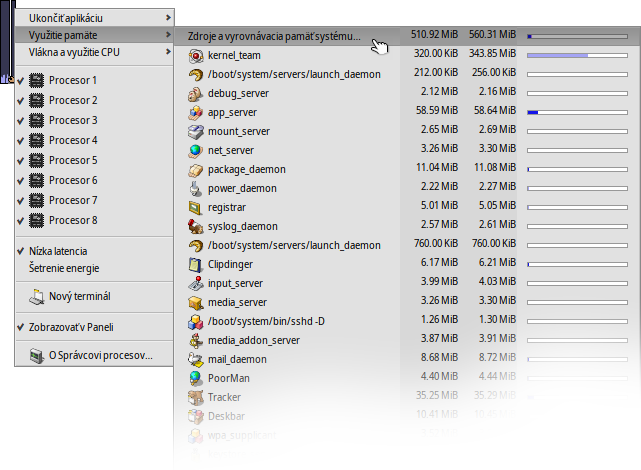 Ukončiť aplikáciu
Využitie pamäte
Vlákna a využitie CPU
Procesor 1
Procesor 2
Procesor 3
Procesor 4
Procesor 5
Procesor 6
Procesor 7
Procesor 8
Nízka latencia
Šetrenie energie
Nový terminál
Zobrazovať v Paneli
O Správcovi procesov...
Zdroje a vyrovnávacia pamäť systému... 510.92 MiB 560.31 MiB
kernel_team 320.00 KiB 343.85 MiB
/boot/system/servers/launch_daemon 212.00 KiB 256.00 KiB
debug_server 2.12 MiB 2.16 MiB
app_server 58.59 MiB 58.64 MiB
mount_server 2.65 MiB 2.69 MiB
net_server 3.26 MiB 3.30 MiB
package_daemon 11.04 MiB 11.08 MiB
power_daemon 2.22 MiB 2.27 MiB
registrar 5.01 MiB 5.05 MiB
syslog_daemon 2.57 MiB 2.61 MiB
/boot/system/servers/launch_daemon 760.00 KiB 760.00 KiB
Clipdinger 6.17 MiB 6.21 MiB
input_server 3.99 MiB 4.03 MiB
media_server 3.26 MiB 3.30 MiB
/boot/system/bin/sshd -D 1.26 MiB 1.30 MiB
media_addon_server 3.87 MiB 3.91 MiB
mail_daemon 8.68 MiB 8.72 MiB
PoorMan 4.40 MiB 4.44 MiB
Tracker 35.25 MiB 35.29 MiB
Deskbar 10.41 MiB MiB
wpa_supplicant